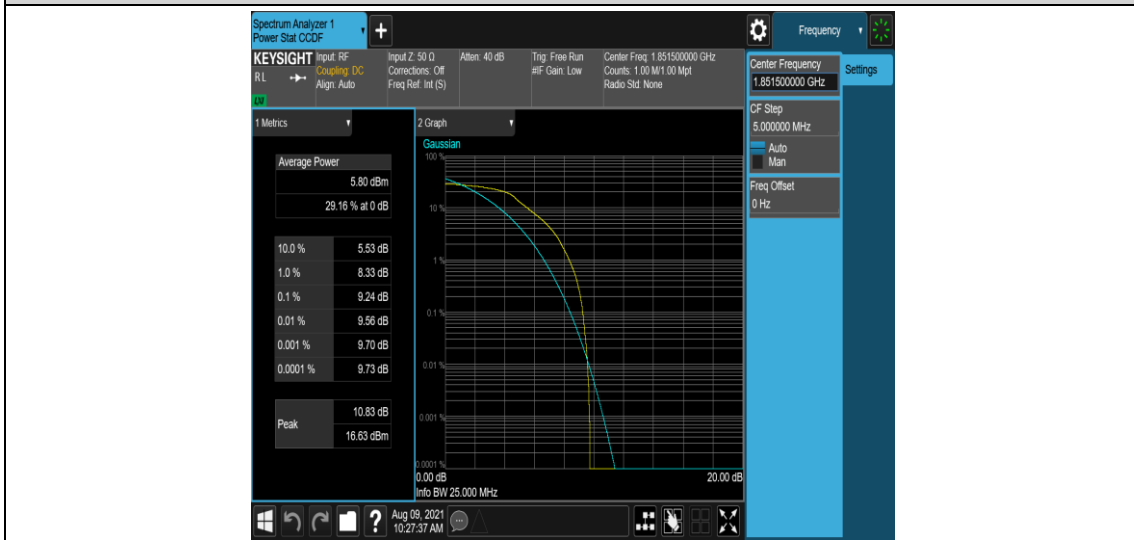 Spectrum Analyzer 1
Power Stat CCDF
+
Frequency
KEYSIGHT
RL
Input: RF
Coupling: DC
Align: Auto
Input Z: 50 Ω
Corrections: Off
Freq Ref: Int (S)
Atten: 40 dB
Trig: Free Run
#IF Gain: Low
Center Freq: 1.851500000 GHz
Counts: 1.00 M/1.00 Mpt
Radio Std: None
Center Frequency
1.851500000 GHz
Settings
CF Step
5.000000 MHz
Auto
Man
Freq Offset
0 Hz
1 Metrics
Average Power
5.80 dBm
29.16 % at 0 dB
10.0 % 5.53 dB
1.0 % 8.33 dB
0.1 % 9.24 dB
0.01 % 9.56 dB
0.001 % 9.70 dB
0.0001 % 9.73 dB
Peak
10.83 dB
16.63 dBm
2 Graph
Gaussian
100 %
10 %
1 %
0.1 %
0.01 %
0.001 %
0.0001 %
0.00 dB 20.00 dB
Info BW 25.000 MHz
?
Aug 09, 2021
10:27:37 AM